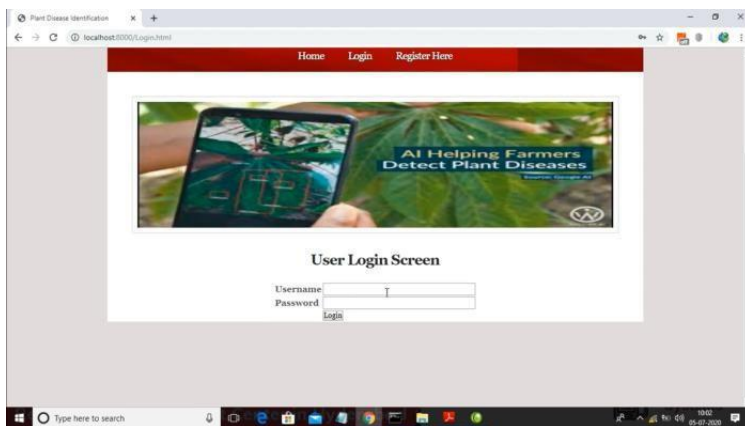 Plant Disease Identification
localhost:8000/Login.html
Home Login Register Here
AI Helping Farmers
Detect Plant Diseases
Source: Google AI
User Login Screen
Username
Password
Login
Type here to search
10:02
05-07-2020